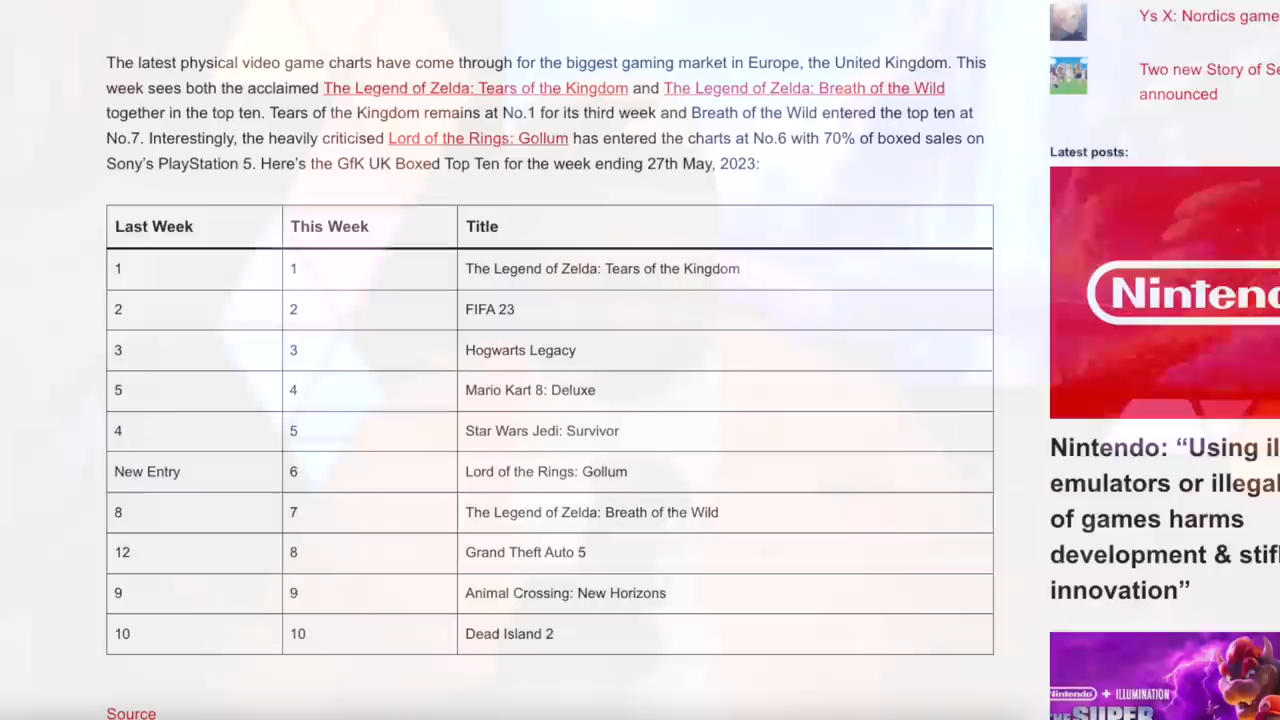 The latest physical video game charts have come through for the biggest gaming market in Europe, the United Kingdom. This
week sees both the acclaimed The Legend of Zelda: Tears of the Kingdom and The Legend of Zelda: Breath of the Wild
together in the top ten. Tears of the Kingdom remains at No.1 for its third week and Breath of the Wild entered the top ten at
No.7. Interestingly, the heavily criticised Lord of the Rings: Gollum has entered the charts at No.6 with 70% of boxed sales on
Sony's PlayStation 5. Here's the GfK UK Boxed Top Ten for the week ending 27th May, 2023:
Last Week This Week Title
1 1 The Legend of Zelda: Tears of the Kingdom
2 2 FIFA 23
3 3 Hogwarts Legacy
5 4 Mario Kart 8: Deluxe
4 5 Star Wars Jedi: Survivor
New Entry 6 Lord of the Rings: Gollum
8 7 The Legend of Zelda: Breath of the Wild
12 8 Grand Theft Auto 5
9 9 Animal Crossing: New Horizons
10 10 Dead Island 2
Source
Ys X: Nordics game
Two new Story of Se
announced
Latest posts:
Ninten
Nintendo: “Using il
emulators or illegal
of games harms
development & stif
innovation”
Nintendo + ILLUMINATION
THE SUPER